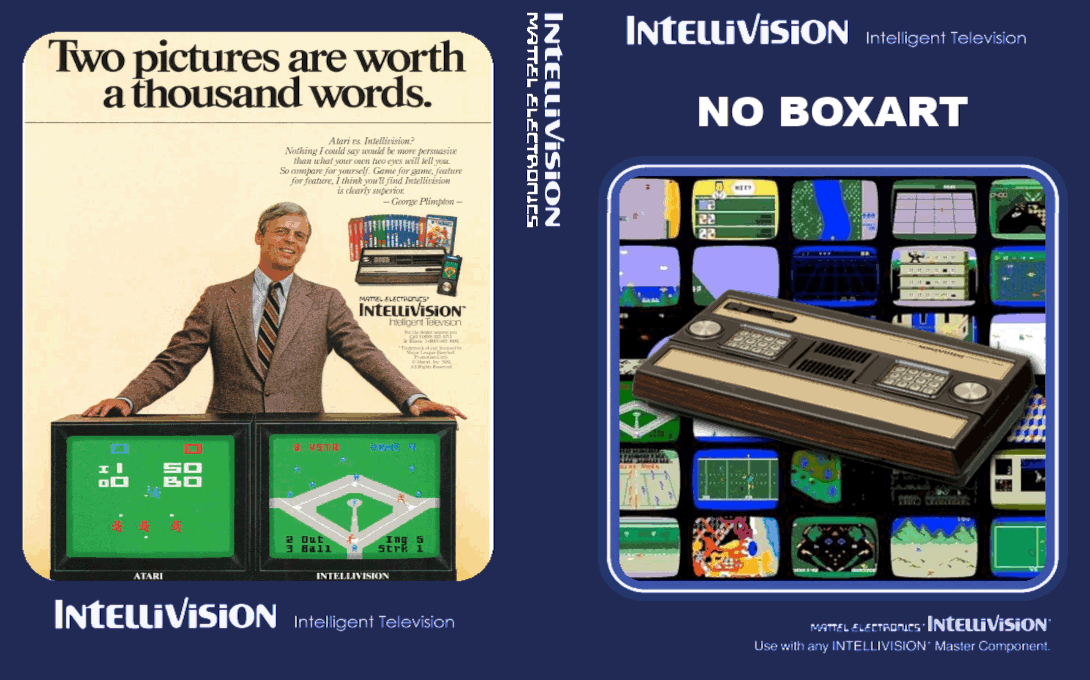 Two pictures are worth
a thousand words.
Atari vs. Intellivision?
Nothing I could say would be more persuasive
than what your own two eyes will tell you.
So compare for yourself. Game for game, feature
for feature, I think you'll find Intellivision
is clearly superior.
— George Plimpton —
MATTEL ELECTRONICS®
INTELLIVISION™
Intelligent Television
2 Out
Ing 5
3 Ball
Strk 1
ATARI
INTELLIVISION
INTELLIVISION
Intelligent Television
INTELLIVISION
MATTEL ELECTRONICS
INTELLIVISION
Intelligent Television
NO BOXART
HIT?
MATTEL ELECTRONICS® INTELLIVISION®
Use with any INTELLIVISION™ Master Component.